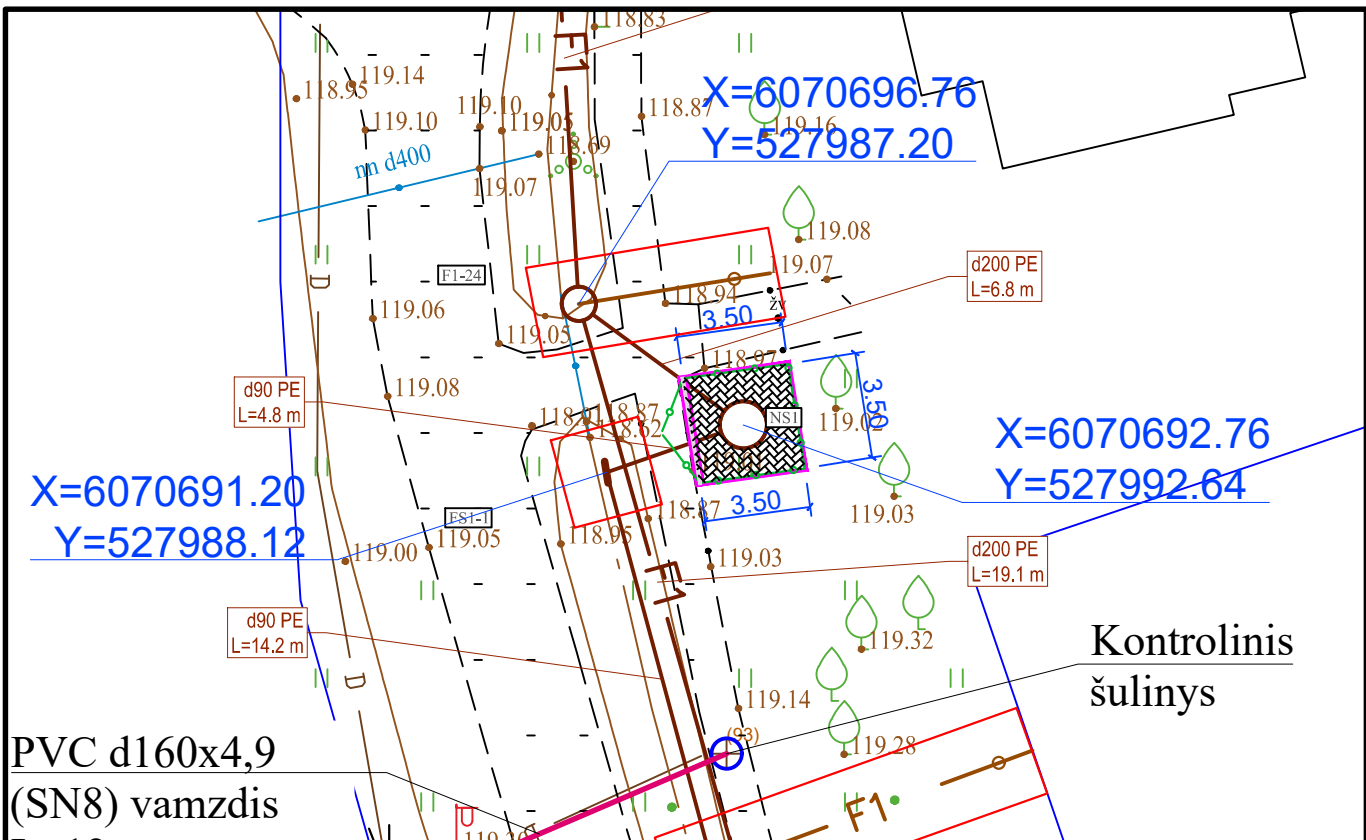 F1
118.83
118.95
119.14
119.10
119.10
119.05
118.87
X=6070696.76
Y=527987.20
119.16
nn d400
118.69
119.07
119.08
119.07
F1-24
D
118.94
d200 PE
L=6.8 m
žv
3.50
119.06
119.05
118.97
3.50
d90 PE
L=4.8 m
119.08
118.87
118.62
NS1
119.02
X=6070692.76
Y=527992.64
X=6070691.20
Y=527988.12
FS1-1
3.50
119.03
118.87
119.00
119.05
118.95
119.03
d200 PE
L=19.1 m
F1
d90 PE
L=14.2 m
119.32
Kontrolinis
šulinys
D
119.14
(93)
119.28
PVC d160x4,9
(SN8) vamzdis
F1